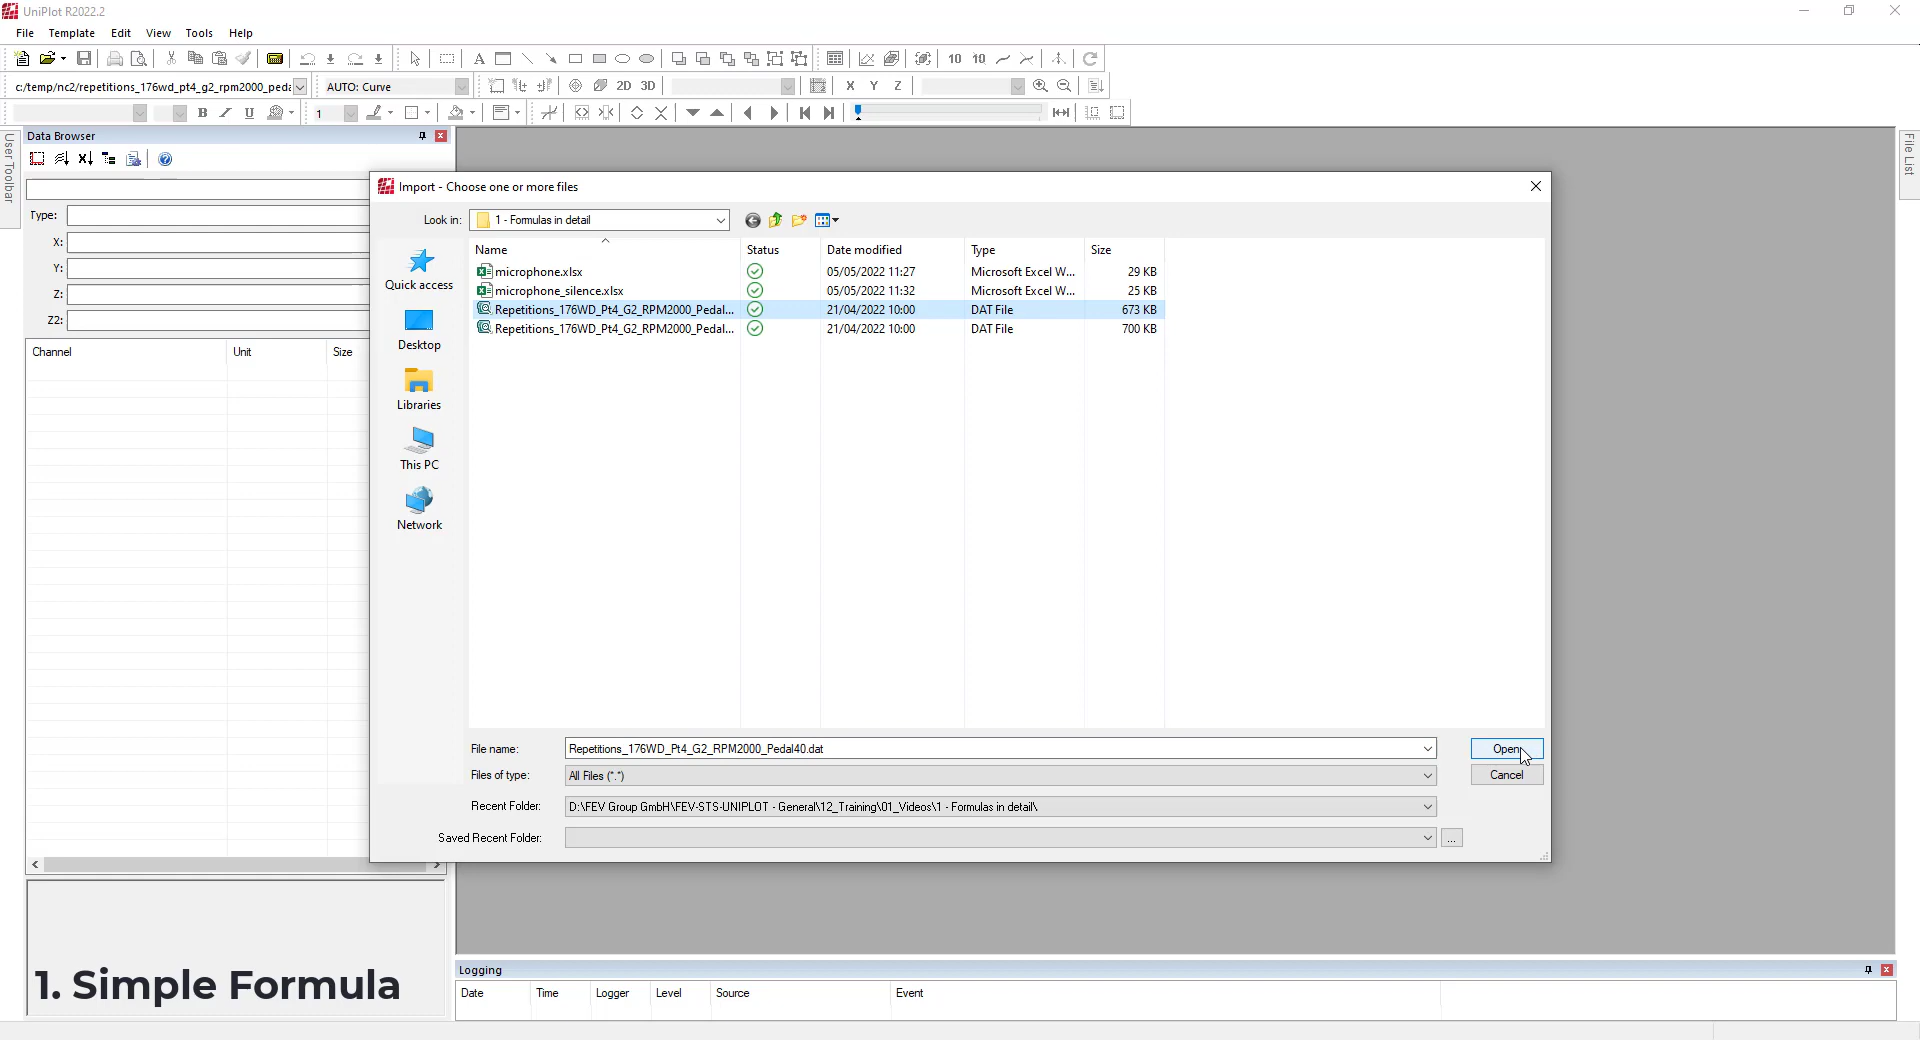 UniPlot R2022.2
File Template Edit View Tools Help
10 10
c:/temp/nc2/repetitions_176wd_pt4_g2_rpm2000_peda AUTO: Curve 2D 3D X Y Z
B I U 1
User Toolbar
File List
Data Browser
Type:
X:
Y:
Z:
Z2:
Channel Unit Size
Import - Choose one or more files
Look in: 1 - Formulas in detail
Quick access
Desktop
Libraries
This PC
Network
Name Status Date modified Type Size
microphone.xlsx 05/05/2022 11:27 Microsoft Excel W... 29 KB
microphone_silence.xlsx 05/05/2022 11:32 Microsoft Excel W... 25 KB
Repetitions_176WD_Pt4_G2_RPM2000_Pedal... 21/04/2022 10:00 DAT File 673 KB
Repetitions_176WD_Pt4_G2_RPM2000_Pedal... 21/04/2022 10:00 DAT File 700 KB
File name: Repetitions_176WD_Pt4_G2_RPM2000_Pedal40.dat Open
Files of type: All Files (*.*) Cancel
Recent Folder: D:\FEV Group GmbH\FEV-STS-UNIPLOT - General\12_Training\01_Videos\1 - Formulas in detail\
Saved Recent Folder: ...
1. Simple Formula
Logging
Date Time Logger Level Source Event